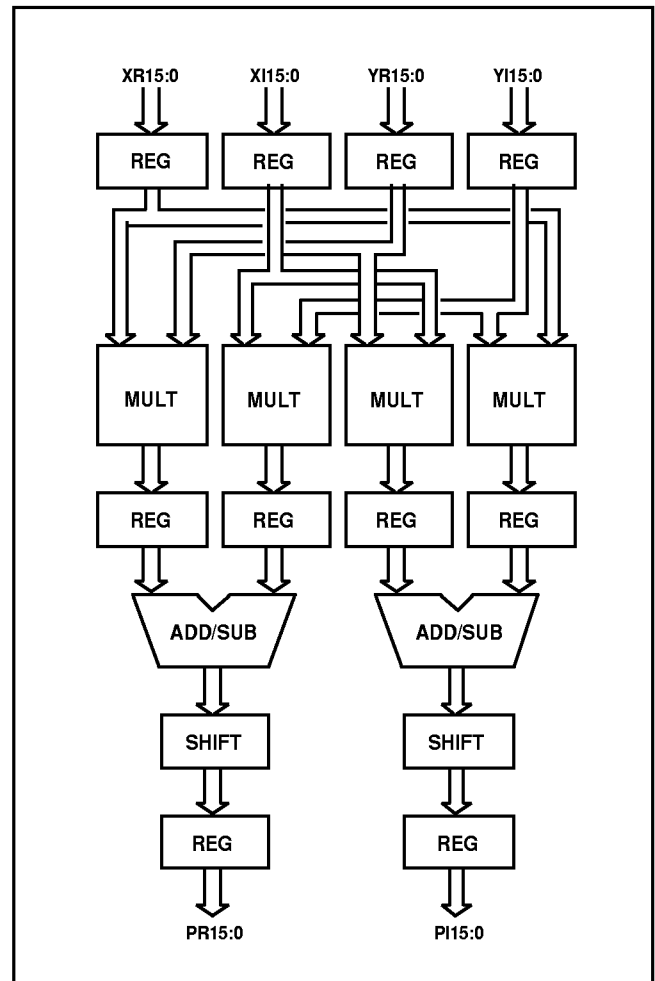 XR15:0 XI15:0 YR15:0 YI15:0
REG REG REG REG
MULT MULT MULT MULT
REG REG REG REG
ADD/SUB ADD/SUB
SHIFT SHIFT
REG REG
PR15:0 PI15:0